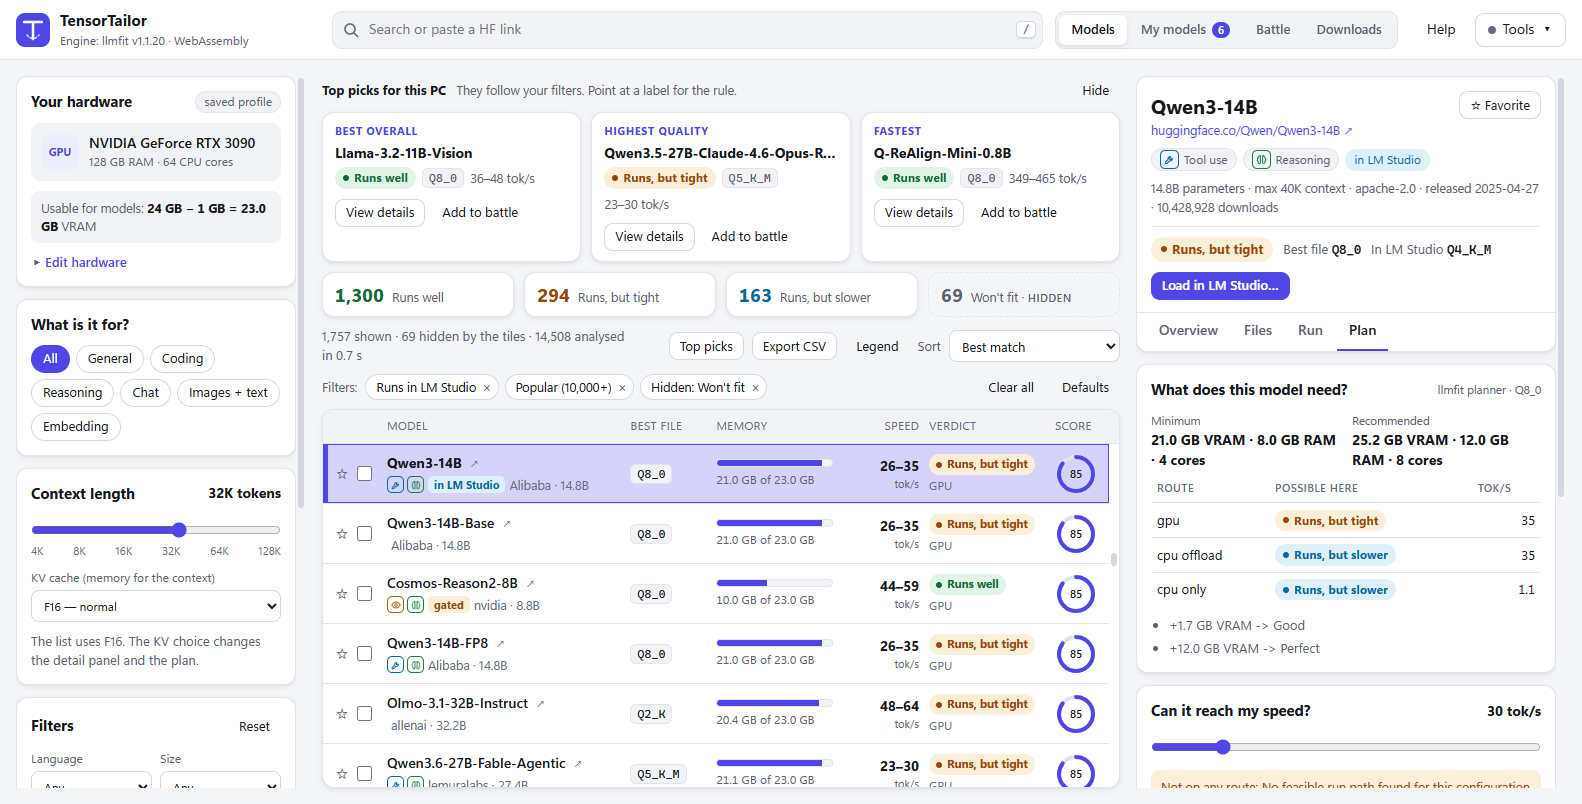 TensorTailor
Engine: llmfit v1.1.20 · WebAssembly
Search or paste a HF link
/
Models
My models 6
Battle
Downloads
Help
Tools ▾
Your hardware
saved profile
GPU
NVIDIA GeForce RTX 3090
128 GB RAM · 64 CPU cores
Usable for models: 24 GB − 1 GB = 23.0
GB VRAM
▸ Edit hardware
What is it for?
All
General
Coding
Reasoning
Chat
Images + text
Embedding
Context length
32K tokens
4K 8K 16K 32K 64K 128K
KV cache (memory for the context)
F16 — normal
The list uses F16. The KV choice changes
the detail panel and the plan.
Filters
Reset
Language
Size
Any
Any
Top picks for this PC
They follow your filters. Point at a label for the rule.
Hide
BEST OVERALL
Llama-3.2-11B-Vision
Runs well Q8_0 36–48 tok/s
View details
Add to battle
HIGHEST QUALITY
Qwen3.5-27B-Claude-4.6-Opus-R...
Runs, but tight Q5_K_M
23–30 tok/s
View details
Add to battle
FASTEST
Q-ReAlign-Mini-0.8B
Runs well Q8_0 349–465 tok/s
View details
Add to battle
1,300 Runs well
294 Runs, but tight
163 Runs, but slower
69 Won't fit · HIDDEN
1,757 shown · 69 hidden by the tiles · 14,508 analysed
in 0.7 s
Top picks
Export CSV
Legend
Sort
Best match
Filters:
Runs in LM Studio ×
Popular (10,000+) ×
Hidden: Won't fit ×
Clear all
Defaults
MODEL BEST FILE MEMORY SPEED VERDICT SCORE
☆ Qwen3-14B ↗
in LM Studio Alibaba · 14.8B
Q8_0
21.0 GB of 23.0 GB
26–35
tok/s
Runs, but tight
GPU
85
☆ Qwen3-14B-Base ↗
Alibaba · 14.8B
Q8_0
21.0 GB of 23.0 GB
26–35
tok/s
Runs, but tight
GPU
85
☆ Cosmos-Reason2-8B ↗
gated nvidia · 8.8B
Q8_0
10.0 GB of 23.0 GB
44–59
tok/s
Runs well
GPU
85
☆ Qwen3-14B-FP8 ↗
Alibaba · 14.8B
Q8_0
21.0 GB of 23.0 GB
26–35
tok/s
Runs, but tight
GPU
85
☆ Olmo-3.1-32B-Instruct ↗
allenai · 32.2B
Q2_K
20.4 GB of 23.0 GB
48–64
tok/s
Runs, but tight
GPU
85
☆ Qwen3.6-27B-Fable-Agentic ↗
lemuralabs · 27.4B
Q5_K_M
21.1 GB of 23.0 GB
23–30
tok/s
Runs, but tight
GPU
85
Qwen3-14B
☆ Favorite
huggingface.co/Qwen/Qwen3-14B ↗
Tool use
Reasoning
in LM Studio
14.8B parameters · max 40K context · apache-2.0 · released 2025-04-27
· 10,428,928 downloads
Runs, but tight Best file Q8_0 In LM Studio Q4_K_M
Load in LM Studio...
Overview
Files
Run
Plan
What does this model need?
llmfit planner · Q8_0
Minimum
21.0 GB VRAM · 8.0 GB RAM
· 4 cores
Recommended
25.2 GB VRAM · 12.0 GB
RAM · 8 cores
ROUTE POSSIBLE HERE TOK/S
gpu Runs, but tight 35
cpu offload Runs, but slower 35
cpu only Runs, but slower 1.1
• +1.7 GB VRAM -> Good
• +12.0 GB VRAM -> Perfect
Can it reach my speed?
30 tok/s
Not on any route: No feasible run path found for this configuration